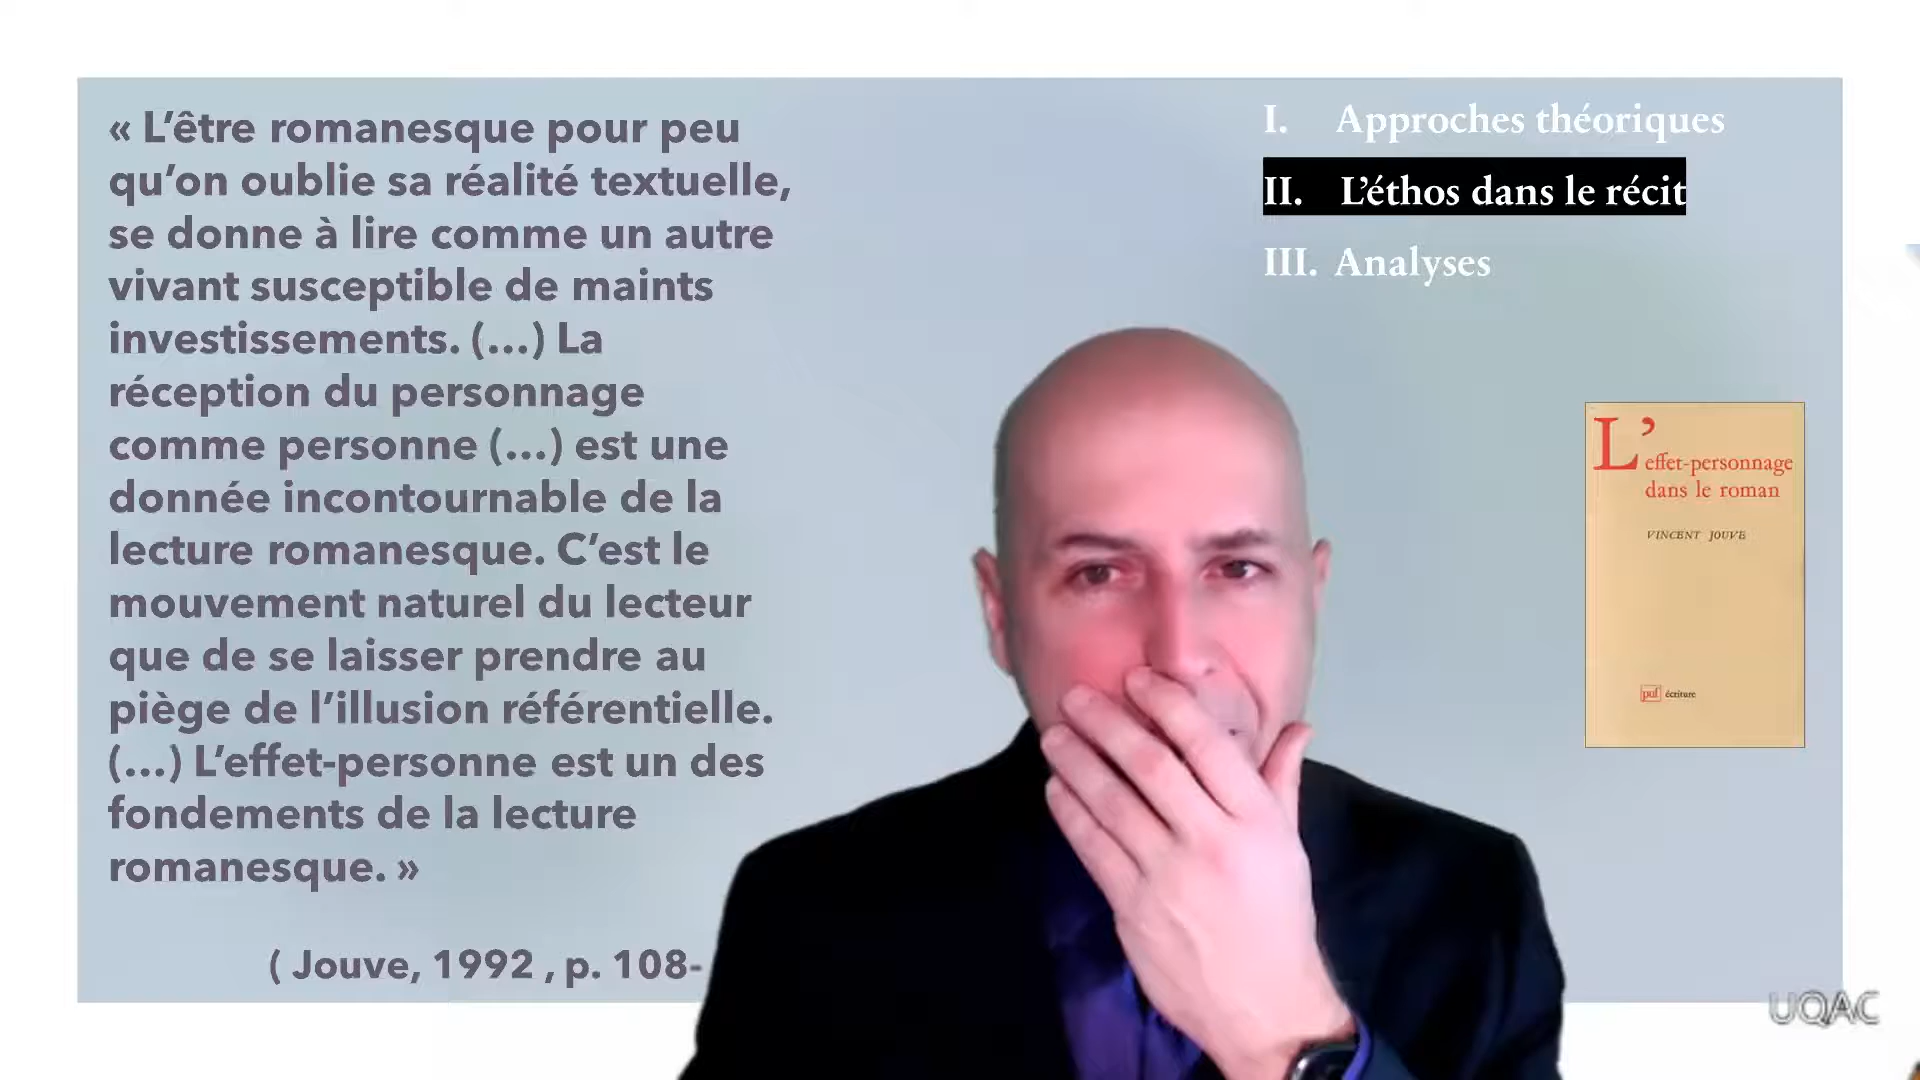 « L’être romanesque pour peu
qu’on oublie sa réalité textuelle,
se donne à lire comme un autre
vivant susceptible de maints
investissements. (…) La
réception du personnage
comme personne (…) est une
donnée incontournable de la
lecture romanesque. C’est le
mouvement naturel du lecteur
que de se laisser prendre au
piège de l’illusion référentielle.
(…) L’effet-personne est un des
fondements de la lecture
romanesque. »
( Jouve, 1992 , p. 108-
I. Approches théoriques
II. L’éthos dans le récit
III. Analyses
L’
effet-personnage
dans le roman
VINCENT JOUVE
puf écriture
UQAC